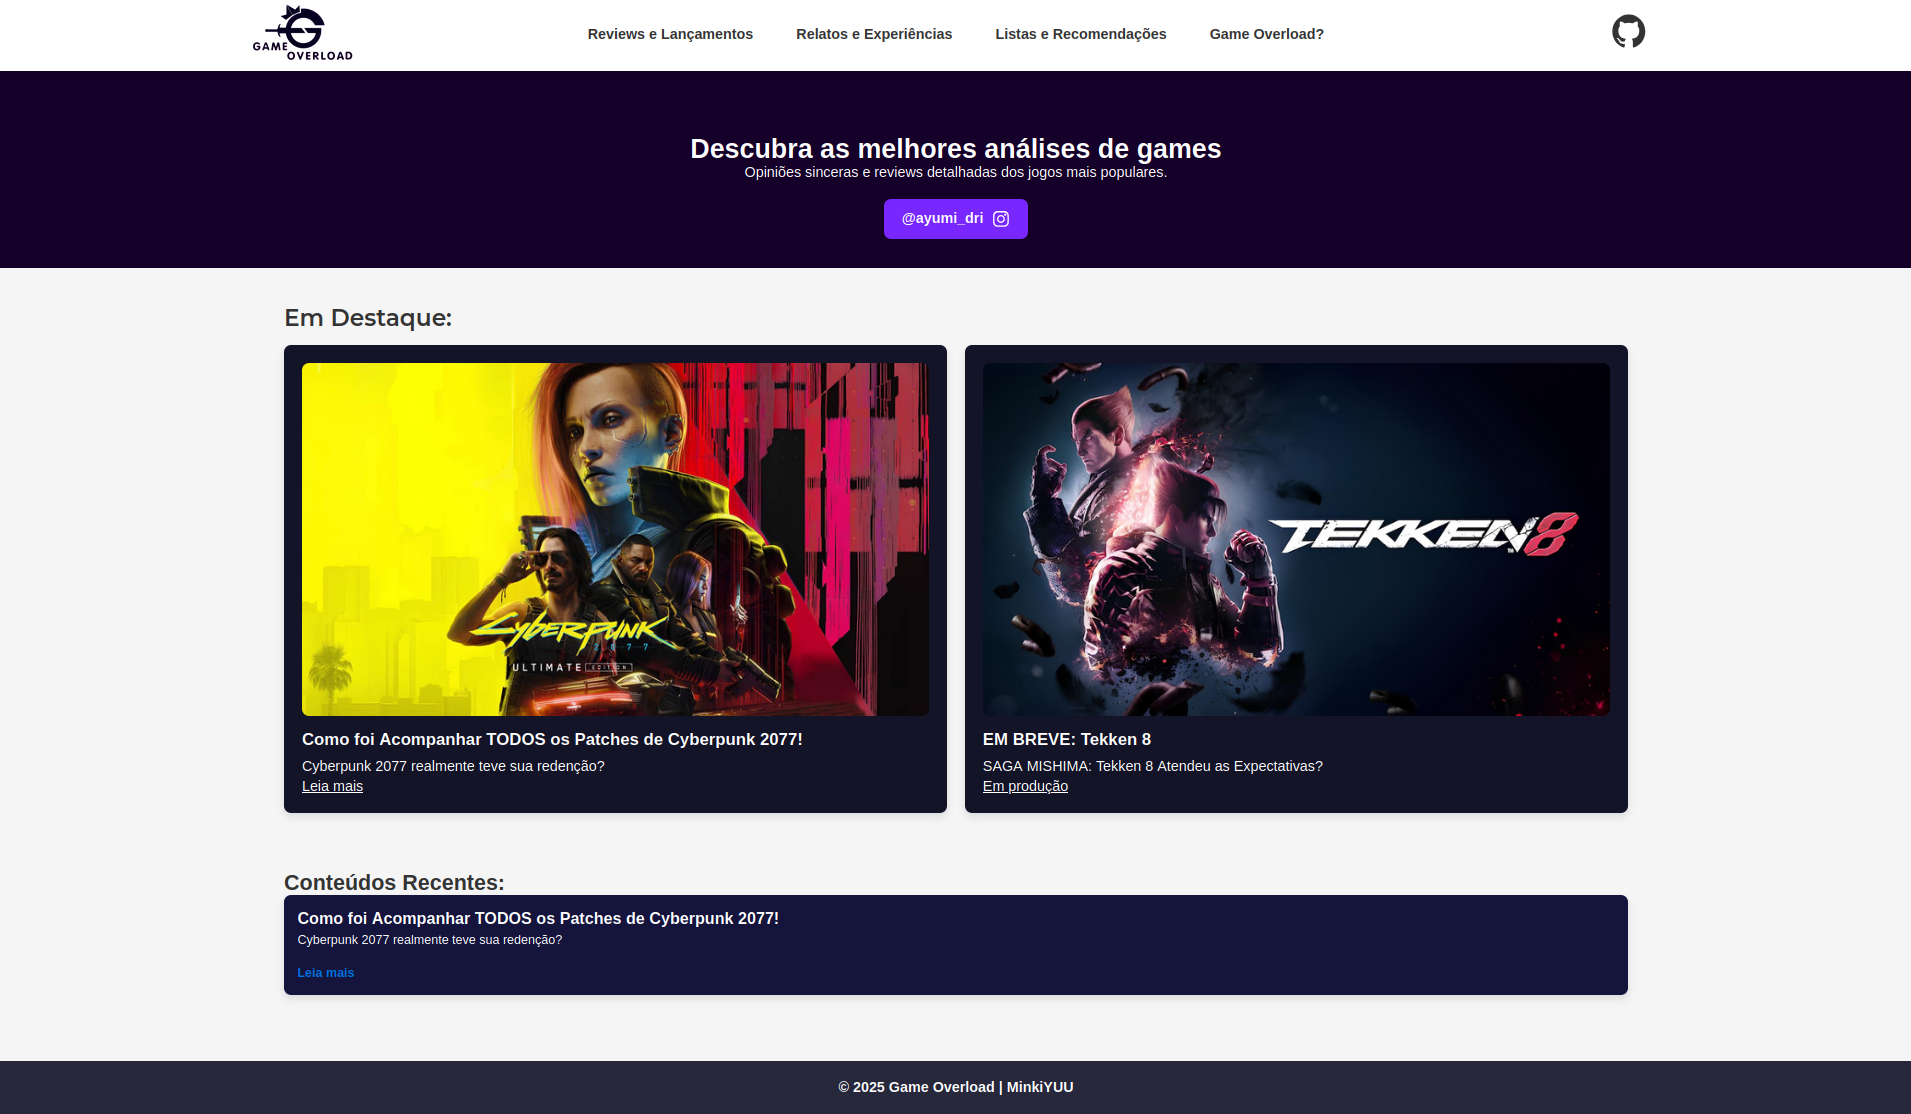 GAME
OVERLOAD
Reviews e Lançamentos
Relatos e Experiências
Listas e Recomendações
Game Overload?
Descubra as melhores análises de games
Opiniões sinceras e reviews detalhadas dos jogos mais populares.
@ayumi_dri
Em Destaque:
Cyberpunk
2077
ULTIMATE EDITION
Como foi Acompanhar TODOS os Patches de Cyberpunk 2077!
Cyberpunk 2077 realmente teve sua redenção?
Leia mais
TEKKEN 8
TM
EM BREVE: Tekken 8
SAGA MISHIMA: Tekken 8 Atendeu as Expectativas?
Em produção
Conteúdos Recentes:
Como foi Acompanhar TODOS os Patches de Cyberpunk 2077!
Cyberpunk 2077 realmente teve sua redenção?
Leia mais
© 2025 Game Overload | MinkiYUU